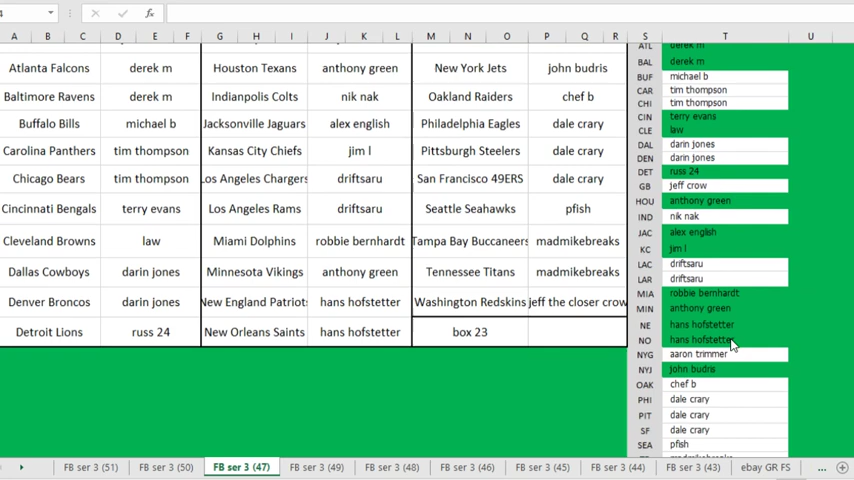 fx
A B C D E F G H I J K L M N O P Q R S T U
Atlanta Falcons derek m Houston Texans anthony green New York Jets john budris
Baltimore Ravens derek m Indianpolis Colts nik nak Oakland Raiders chef b
Buffalo Bills michael b Jacksonville Jaguars alex english Philadelphia Eagles dale crary
Carolina Panthers tim thompson Kansas City Chiefs jim l Pittsburgh Steelers dale crary
Chicago Bears tim thompson Los Angeles Chargers driftsaru San Francisco 49ERS dale crary
Cincinnati Bengals terry evans Los Angeles Rams driftsaru Seattle Seahawks pfish
Cleveland Browns law Miami Dolphins robbie bernhardt Tampa Bay Buccaneers madmikebreaks
Dallas Cowboys darin jones Minnesota Vikings anthony green Tennessee Titans madmikebreaks
Denver Broncos darin jones New England Patriots hans hofstetter Washington Redskins jeff the closer crow
Detroit Lions russ 24 New Orleans Saints hans hofstetter box 23
ATL derek m
BAL derek m
BUF michael b
CAR tim thompson
CHI tim thompson
CIN terry evans
CLE law
DAL darin jones
DEN darin jones
DET russ 24
GB jeff crow
HOU anthony green
IND nik nak
JAC alex english
KC jim l
LAC driftsaru
LAR driftsaru
MIA robbie bernhardt
MIN anthony green
NE hans hofstetter
NO hans hofstetter
NYG aaron trimmer
NYJ john budris
OAK chef b
PHI dale crary
PIT dale crary
SF dale crary
SEA pfish
madmikebreaks
FB ser 3 (51) FB ser 3 (50) FB ser 3 (47) FB ser 3 (49) FB ser 3 (48) FB ser 3 (46) FB ser 3 (45) FB ser 3 (44) FB ser 3 (43) ebay GR FS ...